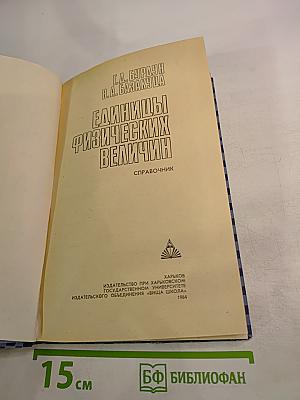 Г.Д. БУРДУН
В.А. БАЗАКУЦА
ЕДИНИЦЫ
ФИЗИЧЕСКИХ
ВЕЛИЧИН
СПРАВОЧНИК
ХАРЬКОВ
ИЗДАТЕЛЬСТВО ПРИ ХАРЬКОВСКОМ
ГОСУДАРСТВЕННОМ УНИВЕРСИТЕТЕ
ИЗДАТЕЛЬСКОГО ОБЪЕДИНЕНИЯ «ВИЩА ШКОЛА»
1984
15 см
БФ БИБЛИОФАН